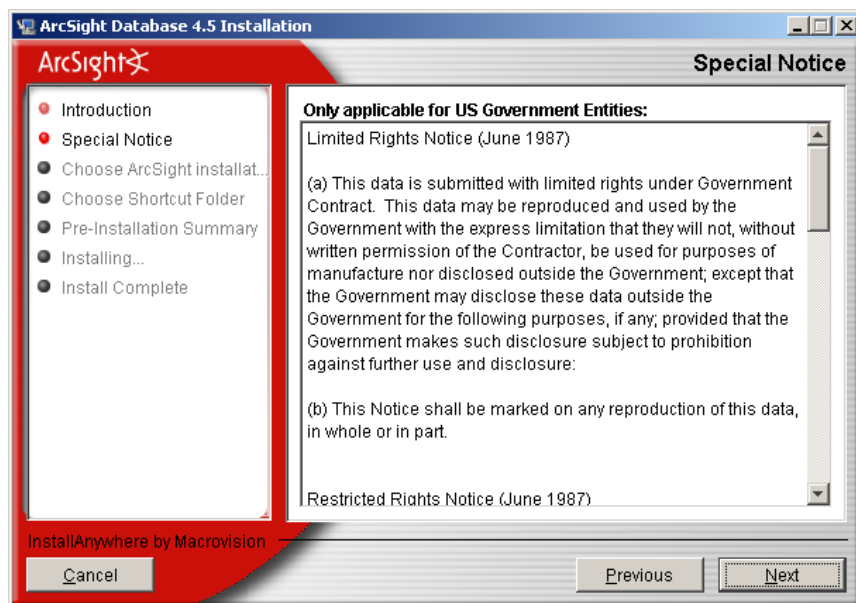 ArcSight Database 4.5 Installation
ArcSight
Special Notice
Introduction
Special Notice
Choose ArcSight installat...
Choose Shortcut Folder
Pre-Installation Summary
Installing...
Install Complete
Only applicable for US Government Entities:
Limited Rights Notice (June 1987)
(a) This data is submitted with limited rights under Government
Contract.  This data may be reproduced and used by the
Government with the express limitation that they will not, without
written permission of the Contractor, be used for purposes of
manufacture nor disclosed outside the Government; except that
the Government may disclose these data outside the
Government for the following purposes, if any; provided that the
Government makes such disclosure subject to prohibition
against further use and disclosure:
(b) This Notice shall be marked on any reproduction of this data,
in whole or in part.
Restricted Rights Notice (June 1987)
InstallAnywhere by Macrovision
Cancel
Previous
Next